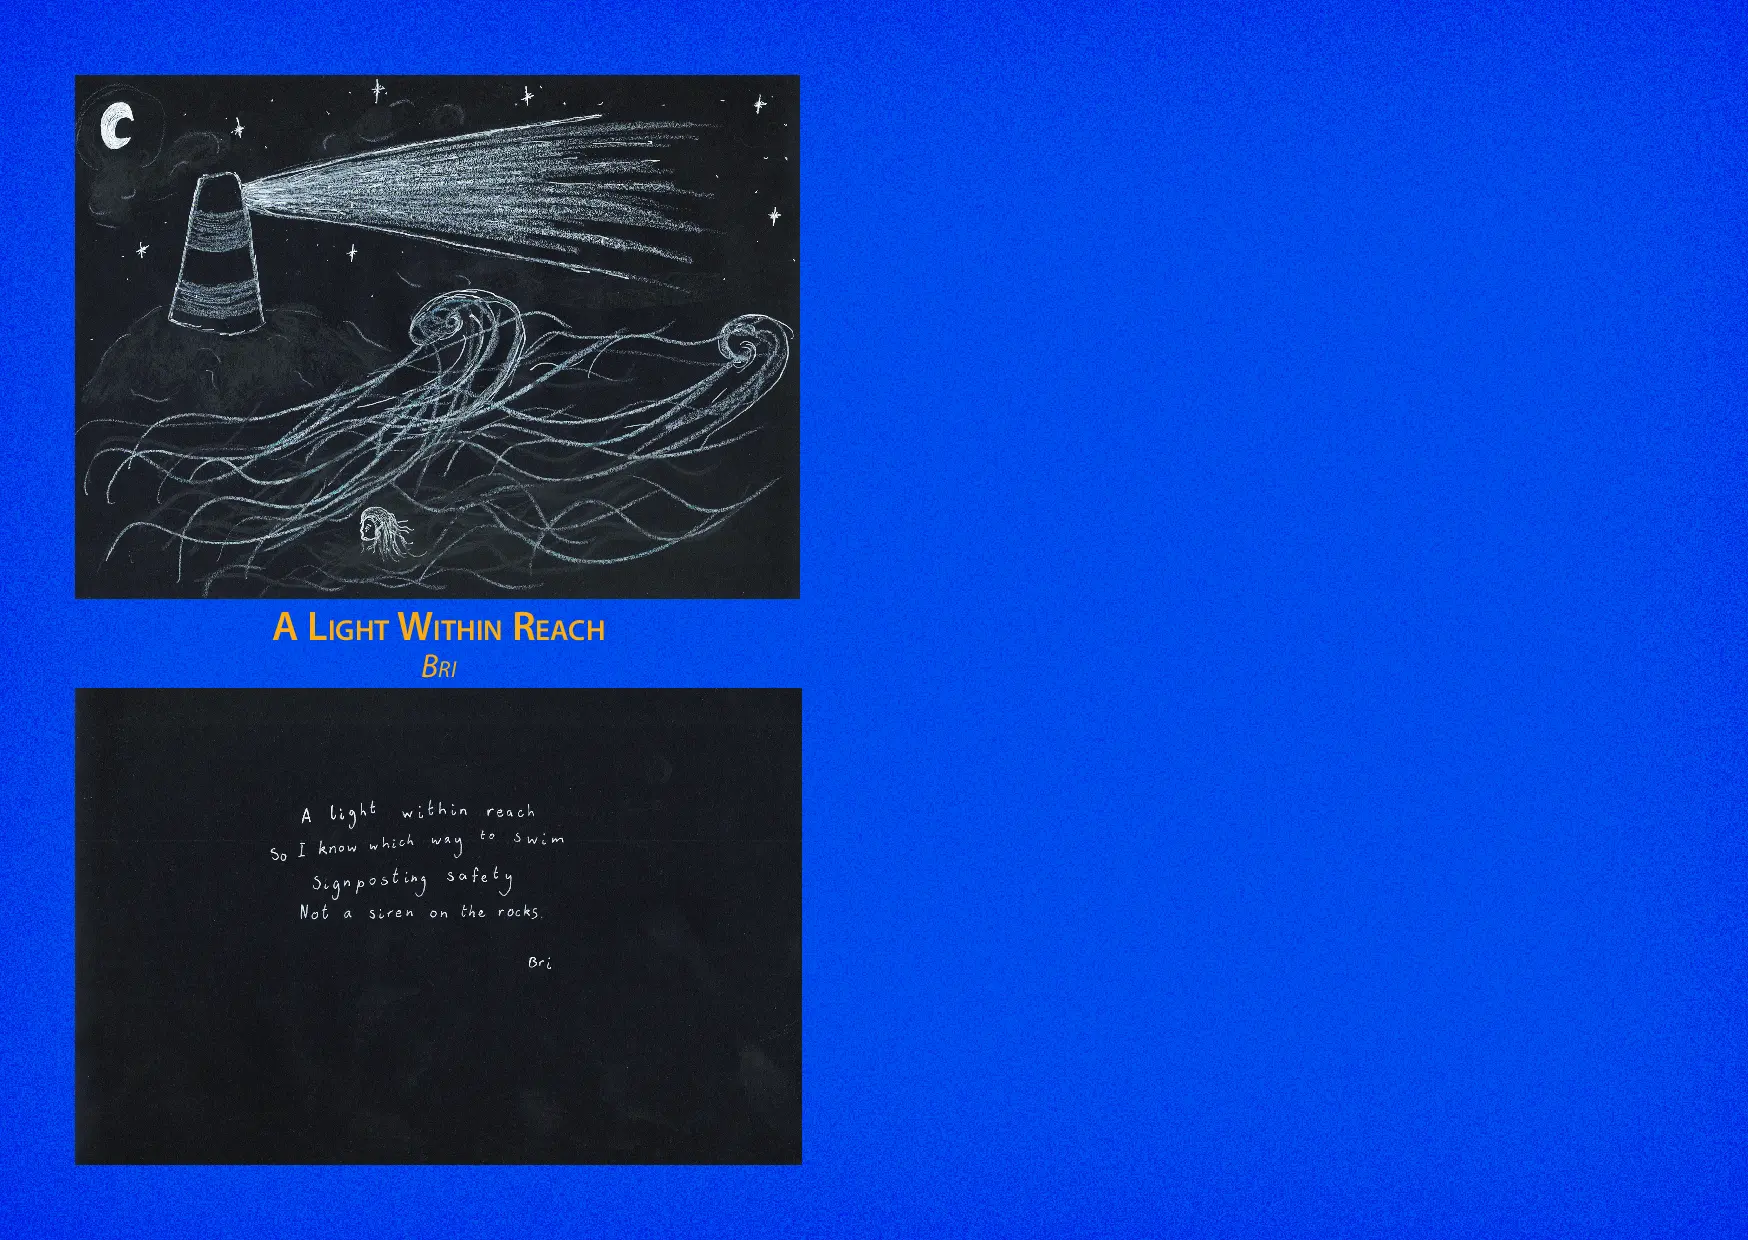 A Light Within Reach
Bri
A light within reach
So I know which way to swim
Signposting safety
Not a siren on the rocks.
Bri